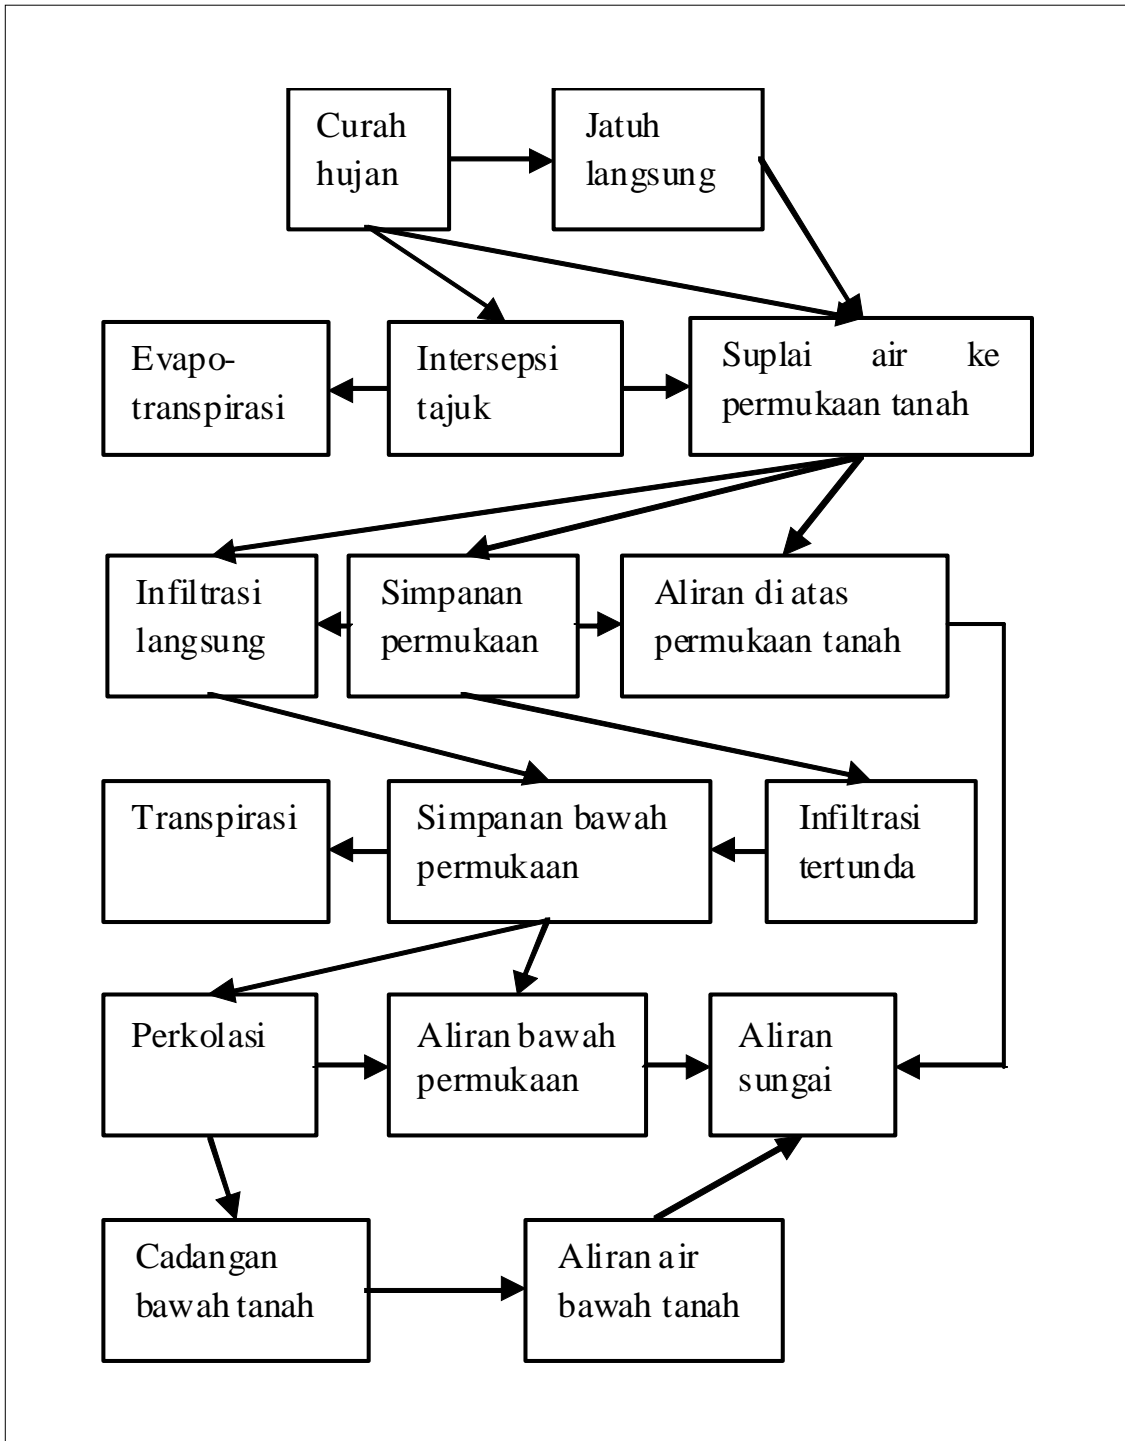 Curah
hujan
Jatuh
langsung
Evapo-
transpirasi
Intersepsi
tajuk
Suplai air ke
permukaan tanah
Infiltrasi
langsung
Simpanan
permukaan
Aliran di atas
permukaan tanah
Transpirasi
Simpanan bawah
permukaan
Infiltrasi
tertunda
Perkolasi
Aliran bawah
permukaan
Aliran
sungai
Cadangan
bawah tanah
Aliran air
bawah tanah